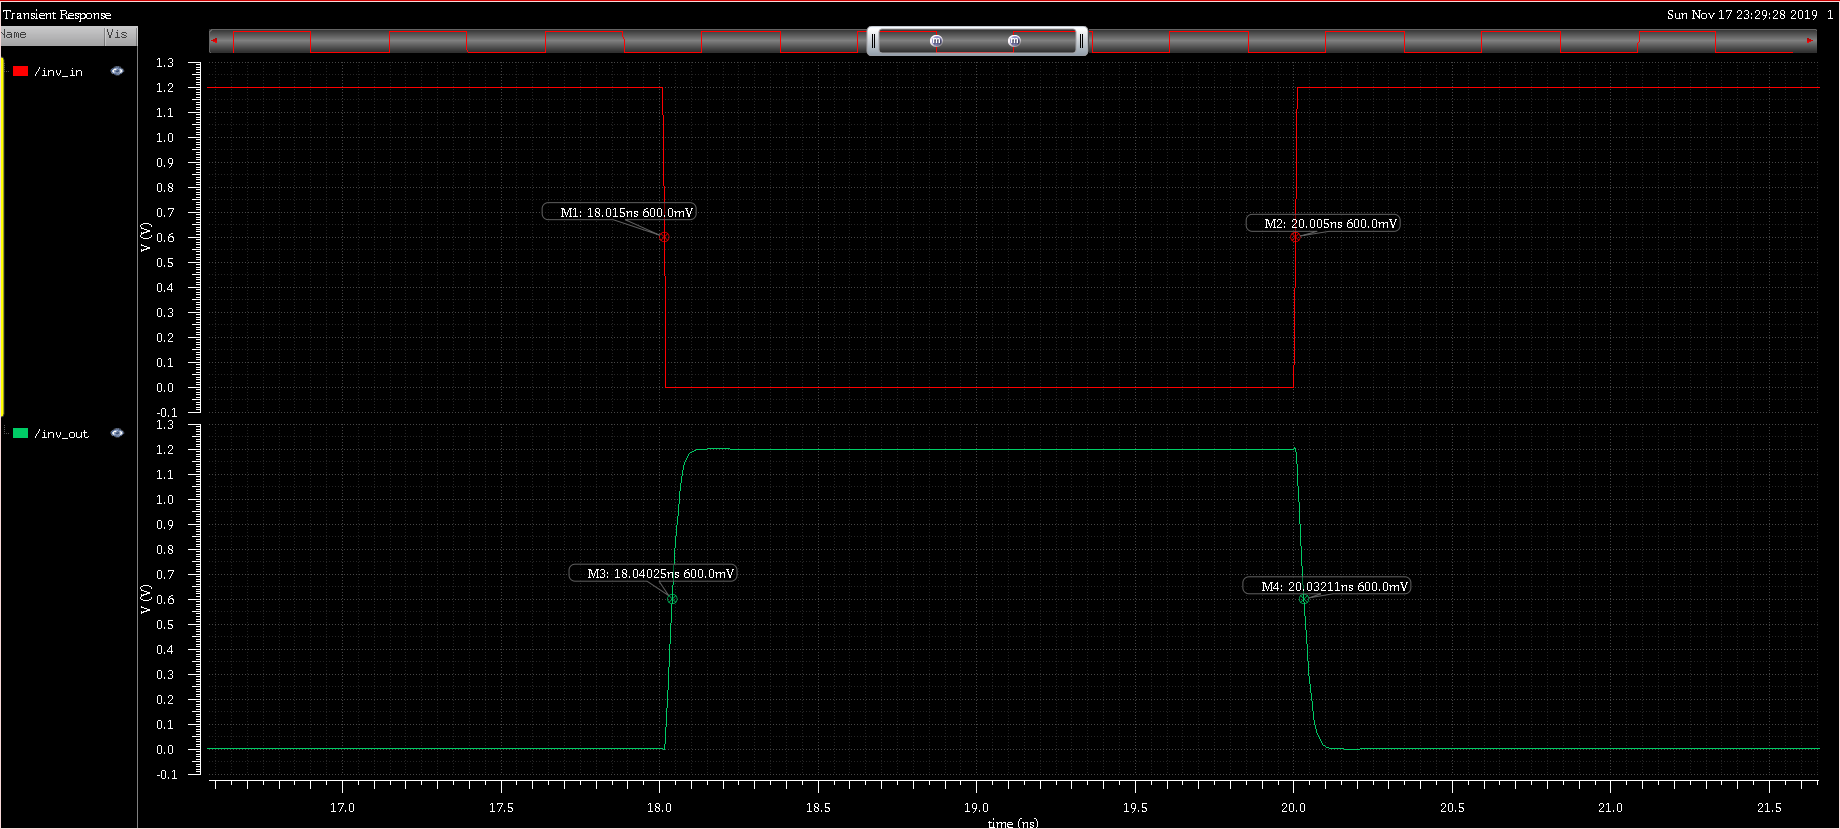 Transient Response
Sun Nov 17 23:29:28 2019 1
Name Vis
/inv_in
1.3
1.2
1.1
1.0
0.9
0.8
0.7
0.6
0.5
0.4
0.3
0.2
0.1
0.0
-0.1
V (V)
M1: 18.015ns 600.0mV
M2: 20.005ns 600.0mV
/inv_out
1.3
1.2
1.1
1.0
0.9
0.8
0.7
0.6
0.5
0.4
0.3
0.2
0.1
0.0
-0.1
V (V)
M3: 18.04025ns 600.0mV
M4: 20.03211ns 600.0mV
17.0 17.5 18.0 18.5 19.0 19.5 20.0 20.5 21.0 21.5
time (ns)